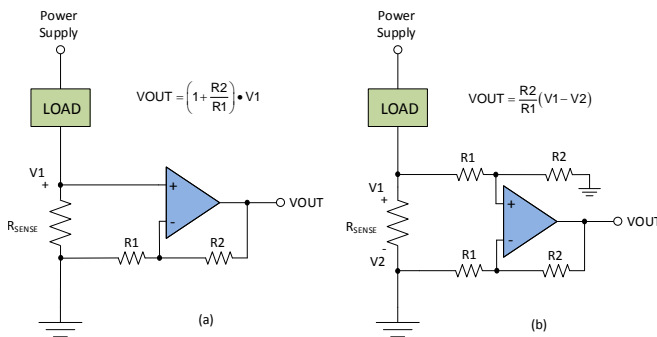 Power
Supply
LOAD
VOUT = (1 + R2/R1) • V1
V1
+
RSENSE
+
-
R1
R2
VOUT
(a)
Power
Supply
LOAD
VOUT = R2/R1 (V1 – V2)
R1
R2
V1
+
RSENSE
-
V2
+
-
R1
R2
VOUT
(b)